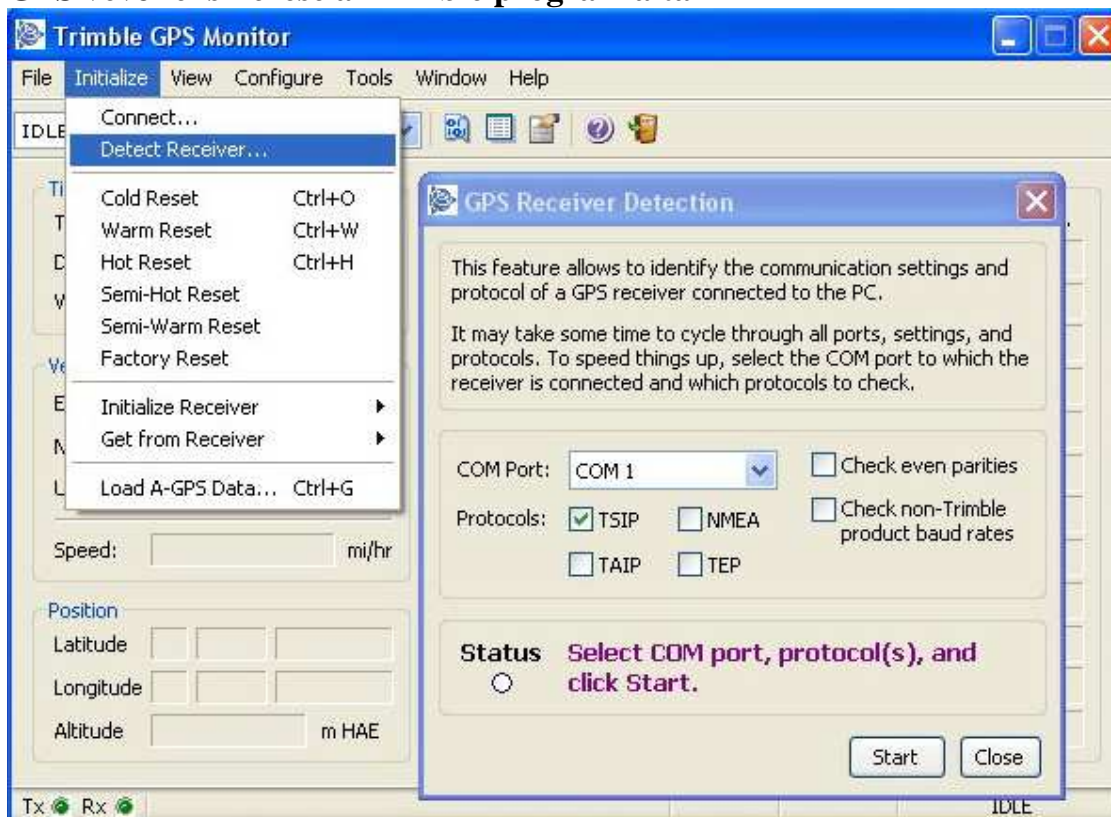 Trimble GPS Monitor
File Initialize View Configure Tools Window Help
IDLE
Connect...
Detect Receiver...
Cold Reset Ctrl+O
Warm Reset Ctrl+W
Hot Reset Ctrl+H
Semi-Hot Reset
Semi-Warm Reset
Factory Reset
Initialize Receiver
Get from Receiver
Load A-GPS Data... Ctrl+G
Speed: mi/hr
Position
Latitude
Longitude
Altitude m HAE
GPS Receiver Detection
This feature allows to identify the communication settings and
protocol of a GPS receiver connected to the PC.
It may take some time to cycle through all ports, settings, and
protocols. To speed things up, select the COM port to which the
receiver is connected and which protocols to check.
COM Port: COM 1
Check even parities
Protocols: TSIP NMEA
TAIP TEP
Check non-Trimble
product baud rates
Status Select COM port, protocol(s), and
click Start.
Start Close
Tx Rx IDLE